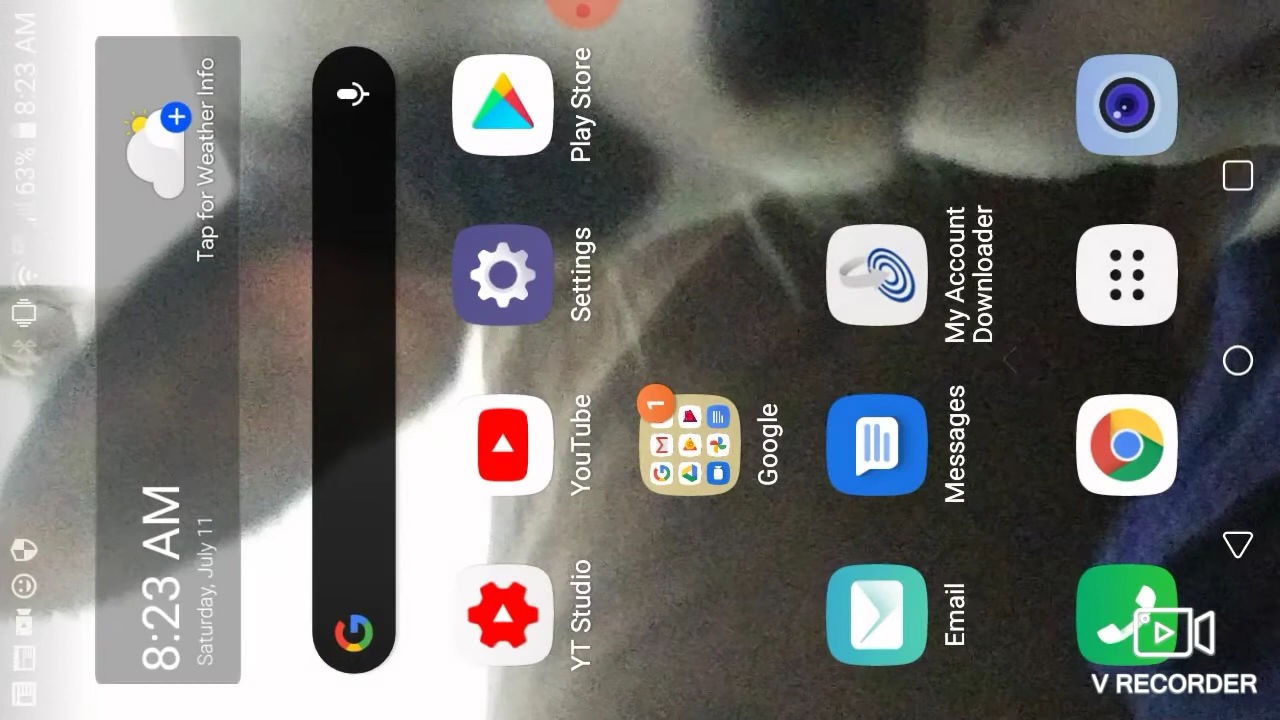 63% 8:23 AM
8:23 AM
Saturday, July 11
Tap for Weather Info
YT Studio
YouTube
Settings
Play Store
1
Google
Email
Messages
My Account
Downloader
V RECORDER